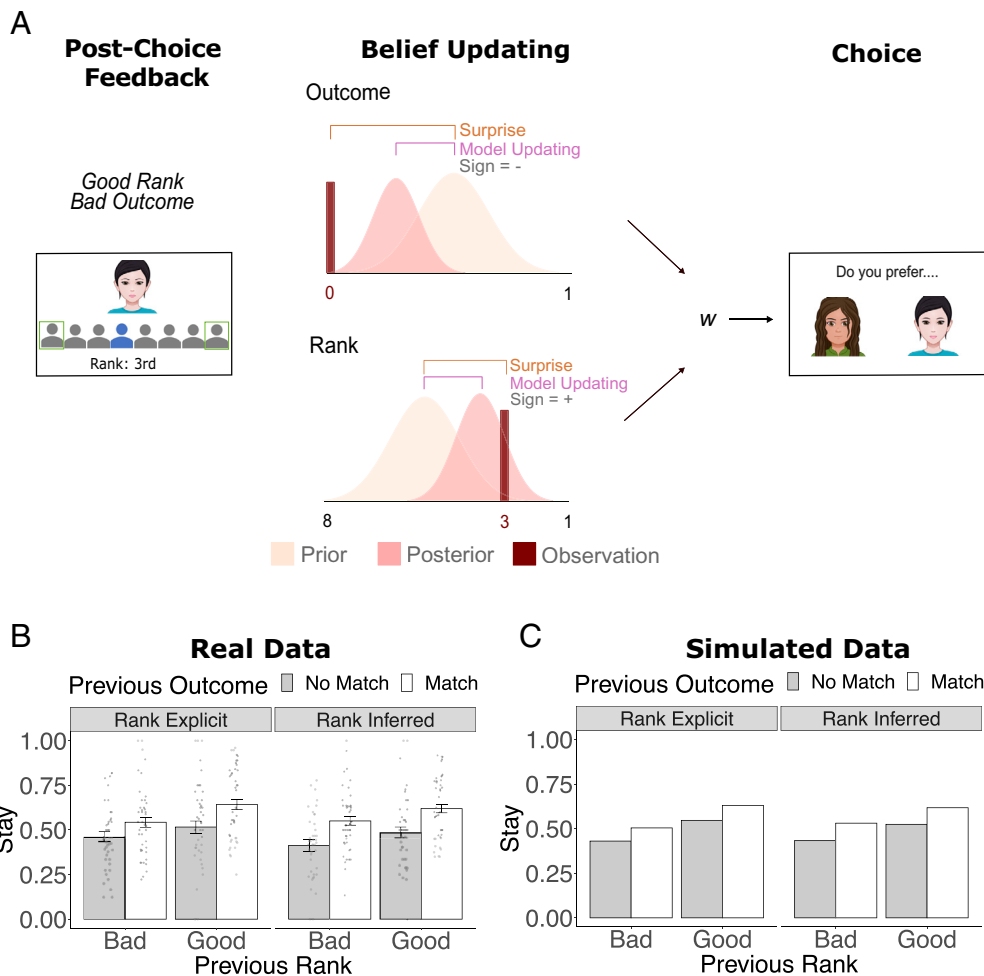 A
Post-Choice
Feedback
Belief Updating
Choice
Outcome
Surprise
Model Updating
Sign = -
Good Rank
Bad Outcome
0
1
Rank: 3rd
w
Do you prefer....
Rank
Surprise
Model Updating
Sign = +
8
3
1
Prior
Posterior
Observation
B
Real Data
Previous Outcome
No Match
Match
Rank Explicit
Rank Inferred
1.00
0.75
0.50
0.25
0.00
Stay
Bad
Good
Bad
Good
Previous Rank
C
Simulated Data
Previous Outcome
No Match
Match
Rank Explicit
Rank Inferred
1.00
0.75
0.50
0.25
0.00
Stay
Bad
Good
Bad
Good
Previous Rank